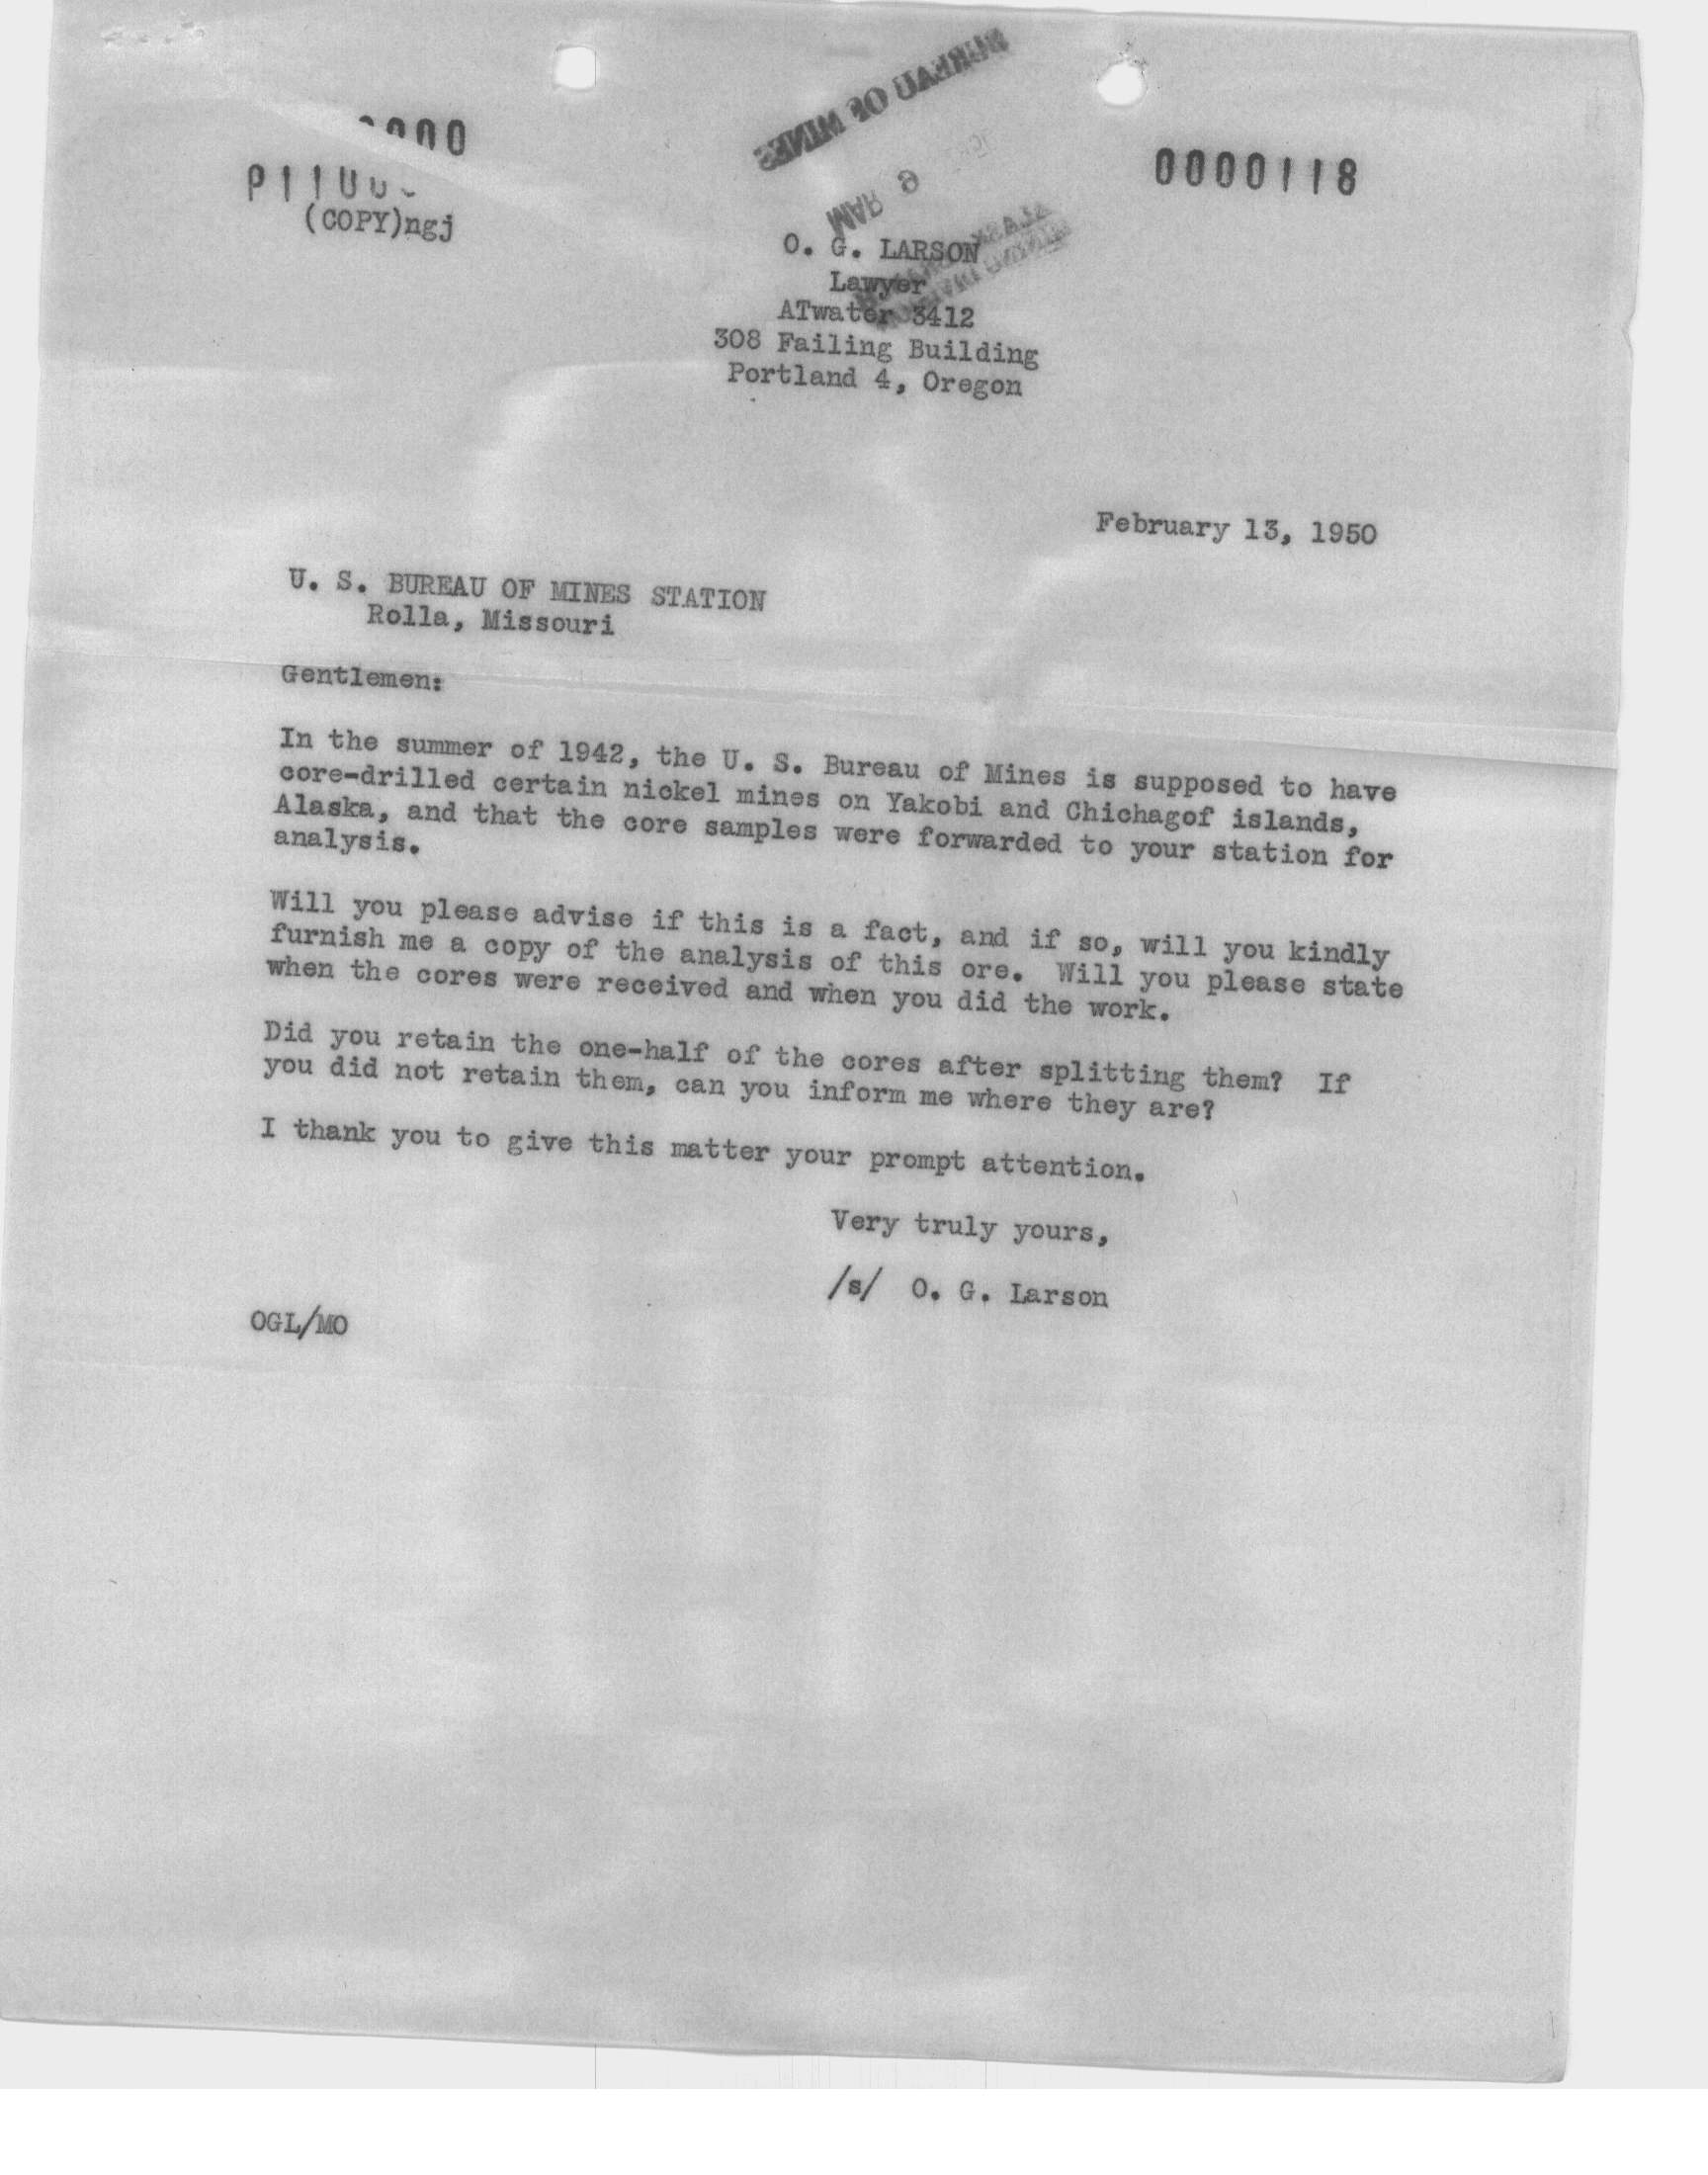 0000118
(COPY)ngj
BUREAU OF MINES
MAR 9
O. G. LARSON
Lawyer
ATwater 3412
308 Failing Building
Portland 4, Oregon
February 13, 1950
U. S. BUREAU OF MINES STATION
Rolla, Missouri
Gentlemen:
In the summer of 1942, the U. S. Bureau of Mines is supposed to have
core-drilled certain nickel mines on Yakobi and Chichagof islands,
Alaska, and that the core samples were forwarded to your station for
analysis.
Will you please advise if this is a fact, and if so, will you kindly
furnish me a copy of the analysis of this ore. Will you please state
when the cores were received and when you did the work.
Did you retain the one-half of the cores after splitting them? If
you did not retain them, can you inform me where they are?
I thank you to give this matter your prompt attention.
Very truly yours,
/s/ O. G. Larson
OGL/MO